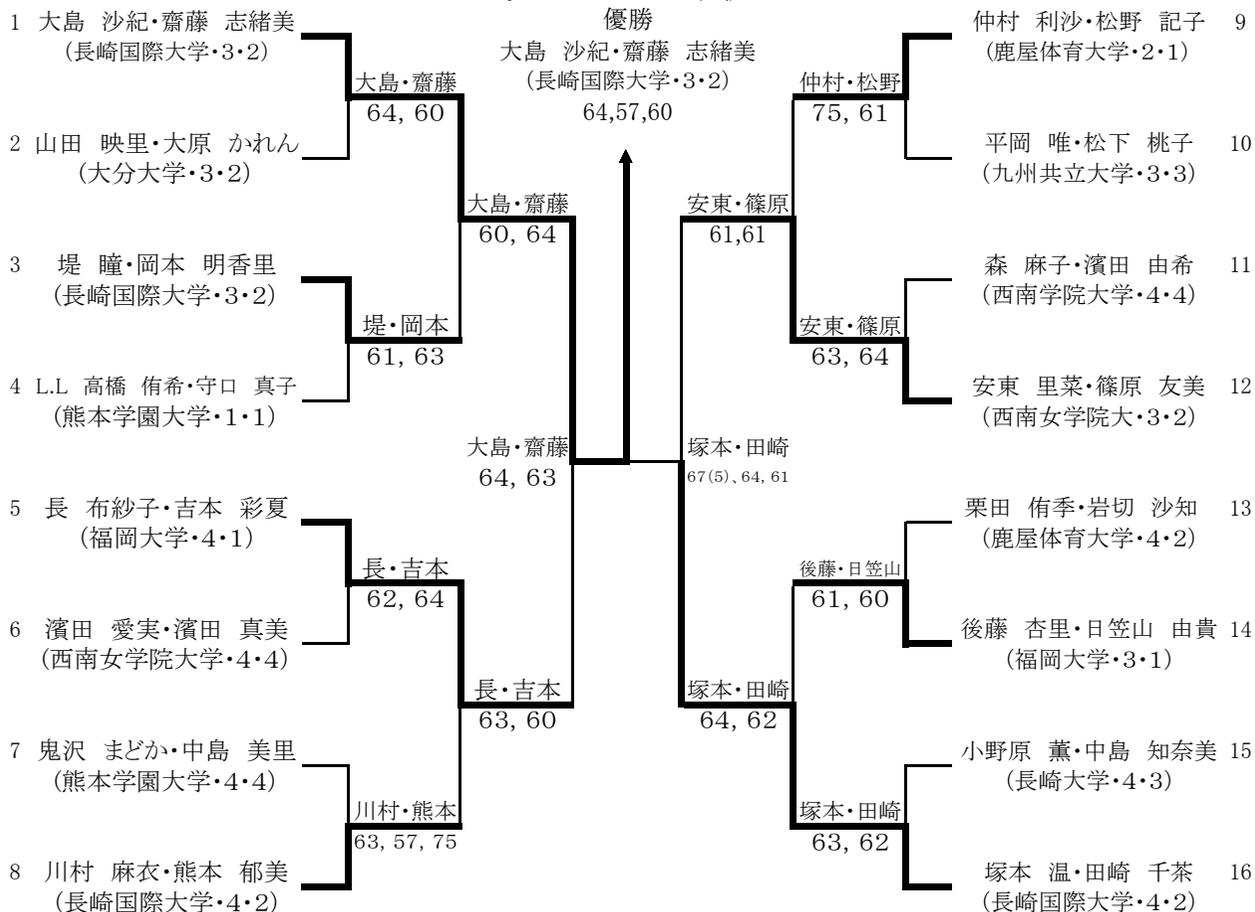 優勝
大島 沙紀・齋藤 志緒美
(長崎国際大学・3・2)
64,57,60
1 大島 沙紀・齋藤 志緒美
(長崎国際大学・3・2)
2 山田 映里・大原 かれん
(大分大学・3・2)
3 堤 瞳・岡本 明香里
(長崎国際大学・3・2)
4 L.L 高橋 侑希・守口 真子
(熊本学園大学・1・1)
5 長 布紗子・吉本 彩夏
(福岡大学・4・1)
6 濱田 愛実・濱田 真美
(西南女学院大学・4・4)
7 鬼沢 まどか・中島 美里
(熊本学園大学・4・4)
8 川村 麻衣・熊本 郁美
(長崎国際大学・4・2)
大島・齋藤
64, 60
堤・岡本
61, 63
長・吉本
62, 64
川村・熊本
63, 57, 75
大島・齋藤
60, 64
長・吉本
63, 60
大島・齋藤
64, 63
塚本・田崎
67(5)、64, 61
安東・篠原
61,61
塚本・田崎
64, 62
仲村・松野
75, 61
安東・篠原
63, 64
後藤・日笠山
61, 60
塚本・田崎
63, 62
仲村 利沙・松野 記子 9
(鹿屋体育大学・2・1)
平岡 唯・松下 桃子 10
(九州共立大学・3・3)
森 麻子・濱田 由希 11
(西南学院大学・4・4)
安東 里菜・篠原 友美 12
(西南女学院大・3・2)
栗田 侑季・岩切 沙知 13
(鹿屋体育大学・4・2)
後藤 杏里・日笠山 由貴 14
(福岡大学・3・1)
小野原 薫・中島 知奈美 15
(長崎大学・4・3)
塚本 温・田崎 千茶 16
(長崎国際大学・4・2)